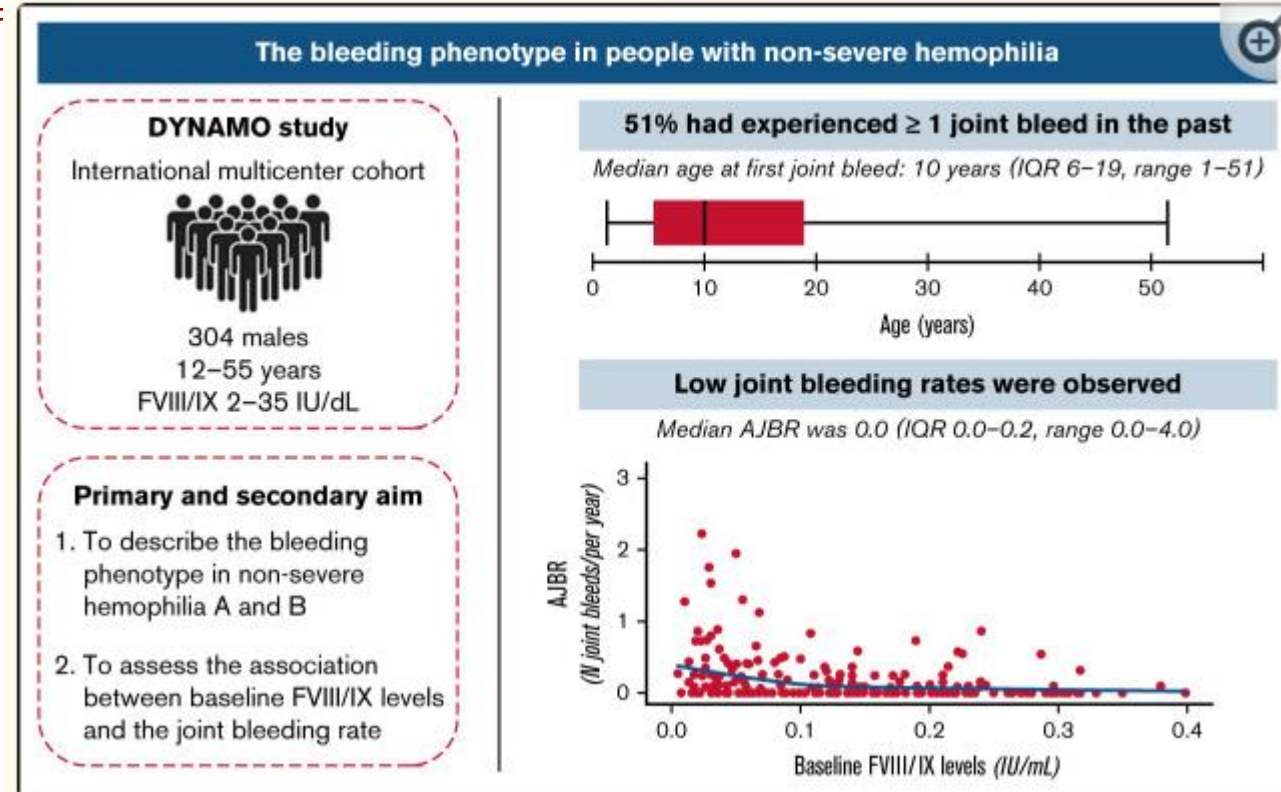 The bleeding phenotype in people with non-severe hemophilia
DYNAMO study
International multicenter cohort
304 males
12–55 years
FVIII/IX 2–35 IU/dL
Primary and secondary aim
1. To describe the bleeding
phenotype in non-severe
hemophilia A and B
2. To assess the association
between baseline FVIII/IX levels
and the joint bleeding rate
51% had experienced ≥ 1 joint bleed in the past
Median age at first joint bleed: 10 years (IQR 6–19, range 1–51)
0 10 20 30 40 50
Age (years)
Low joint bleeding rates were observed
Median AJBR was 0.0 (IQR 0.0–0.2, range 0.0–4.0)
AJBR
(N joint bleeds/per year)
3
2
1
0
0.0 0.1 0.2 0.3 0.4
Baseline FVIII/IX levels (IU/mL)